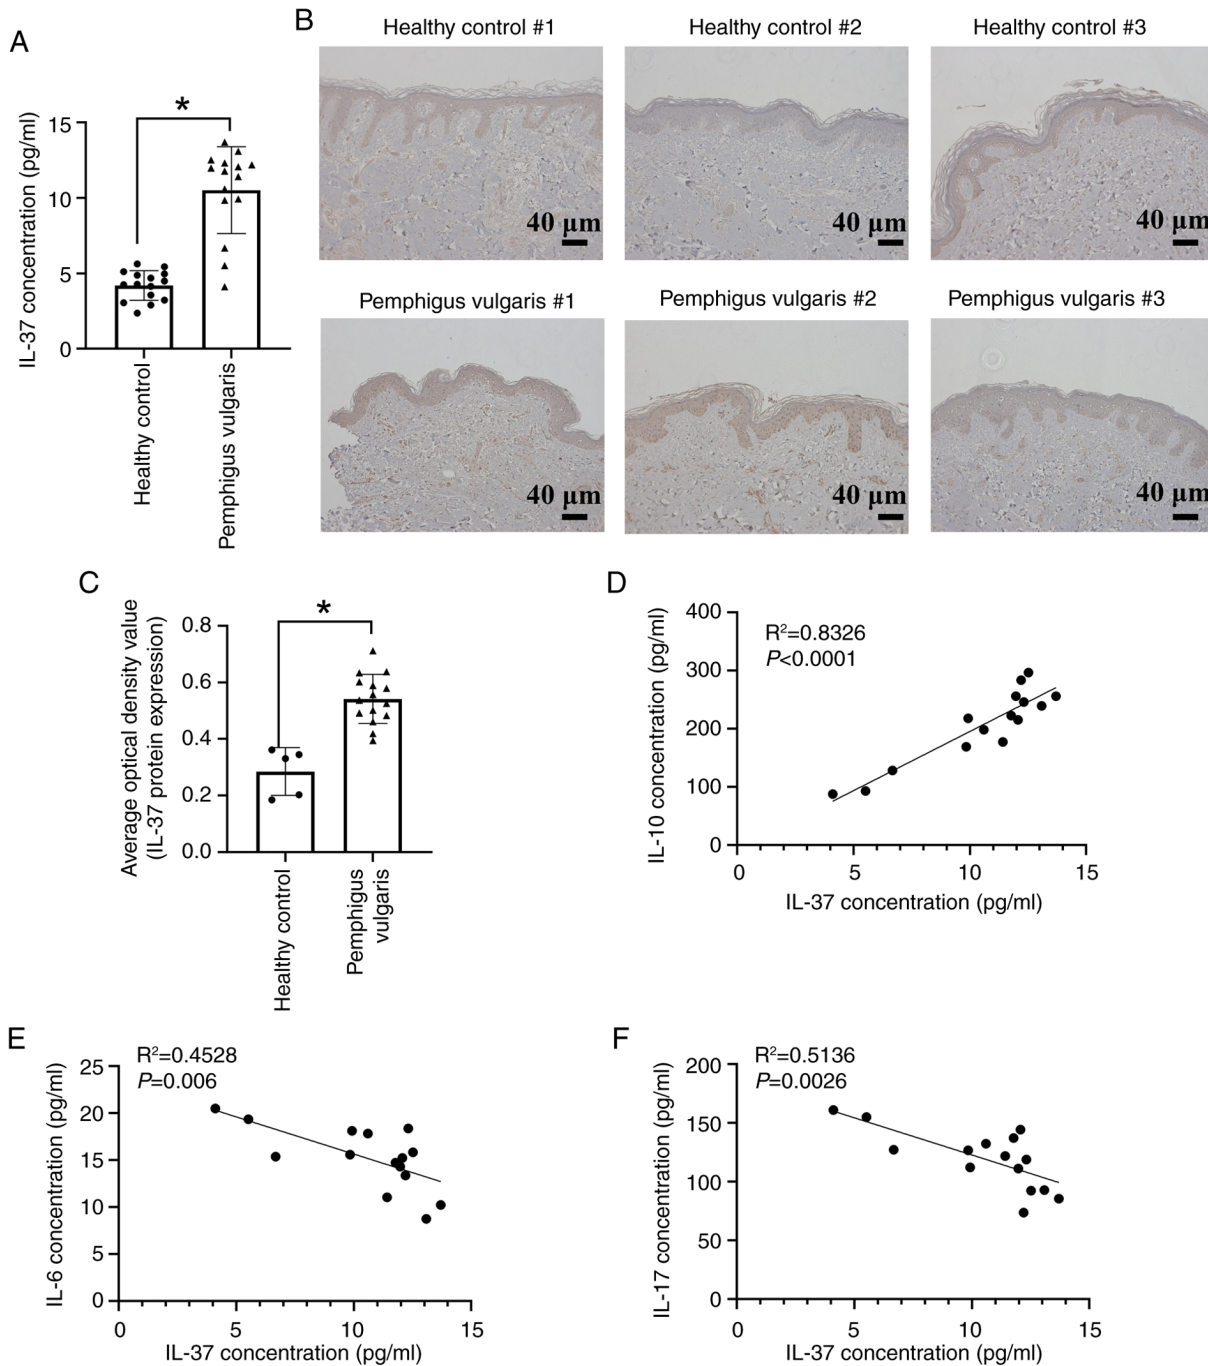 A
*
IL-37 concentration (pg/ml)
15
10
5
0
Healthy control
Pemphigus vulgaris
B
Healthy control #1
Healthy control #2
Healthy control #3
40 µm
40 µm
40 µm
Pemphigus vulgaris #1
Pemphigus vulgaris #2
Pemphigus vulgaris #3
40 µm
40 µm
40 µm
C
*
Average optical density value
(IL-37 protein expression)
0.8
0.6
0.4
0.2
0.0
Healthy control
Pemphigus
vulgaris
D
R²=0.8326
P<0.0001
IL-10 concentration (pg/ml)
400
300
200
100
0
0 5 10 15
IL-37 concentration (pg/ml)
E
R²=0.4528
P=0.006
IL-6 concentration (pg/ml)
25
20
15
10
5
0
0 5 10 15
IL-37 concentration (pg/ml)
F
R²=0.5136
P=0.0026
IL-17 concentration (pg/ml)
200
150
100
50
0
0 5 10 15
IL-37 concentration (pg/ml)